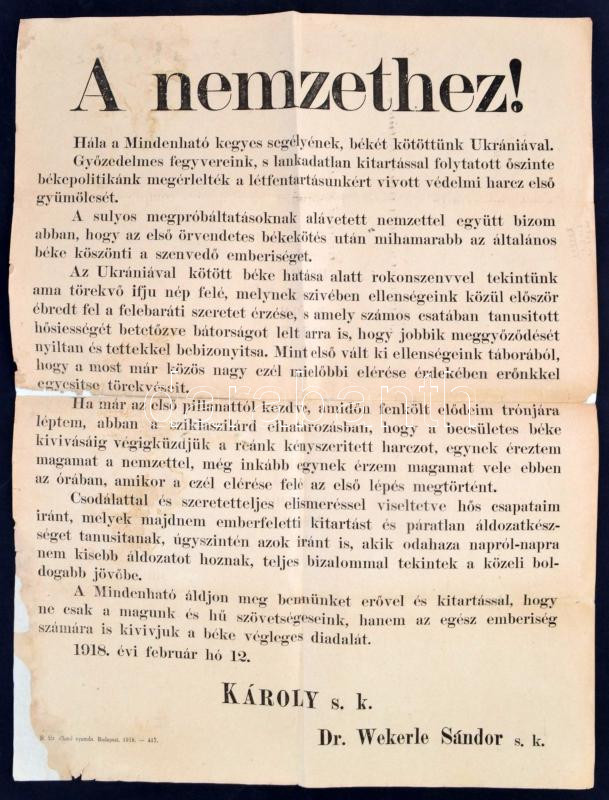 A nemzethez!
Hála a Mindenható kegyes segélyének, békét kötöttünk Ukrániával.
Győzedelmes fegyvereink, s lankadatlan kitartással folytatott őszinte
békepolitikánk megérlelték a létfentartásunkért vivott védelmi harcz első
gyümölcsét.
A sulyos megpróbáltatásoknak alávetett nemzettel együtt bizom
abban, hogy az első örvendetes békekötés után mihamarabb az általános
béke köszönti a szenvedő emberiséget.
Az Ukrániával kötött béke hatása alatt rokonszenvvel tekintünk
ama törekvő ifju nép felé, melynek szivében ellenségeink közül először
ébredt fel a felebaráti szeretet érzése, s amely számos csatában tanusitott
hősiességét betetőzve bátorságot lelt arra is, hogy jobbik meggyőződését
nyiltan és tettekkel bebizonyitsa. Mint első vált ki ellenségeink táborából,
hogy a most már közös nagy czél mielőbbi elérése érdekében erőnkkel
egyesitse törekvéseit.
Ha már az első pillanattól kezdve, amidőn fenkölt elődeim trónjára
léptem, abban a sziklaszilárd elhatározásban, hogy a becsületes béke
kivivásáig végigküzdjük a reánk kényszeritett harczot, egynek éreztem
magamat a nemzettel, még inkább egynek érzem magamat vele ebben
az órában, amikor a czél elérése felé az első lépés megtörtént.
Csodálattal és szeretetteljes elismeréssel viseltetve hős csapataim
iránt, melyek majdnem emberfeletti kitartást és páratlan áldozatkész-
séget tanusitanak, úgyszintén azok iránt is, akik odahaza napról-napra
nem kisebb áldozatot hoznak, teljes bizalommal tekintek a közeli bol-
dogabb jövőbe.
A Mindenható áldjon meg bennünket erővel és kitartással, hogy
ne csak a magunk és hű szövetségeseink, hanem az egész emberiség
számára is kivivjuk a béke végleges diadalát.
1918. évi február hó 12.
KÁROLY s. k.
Dr. Wekerle Sándor s. k.
nyomda. Budapest, 1918. — 417.
darabanth